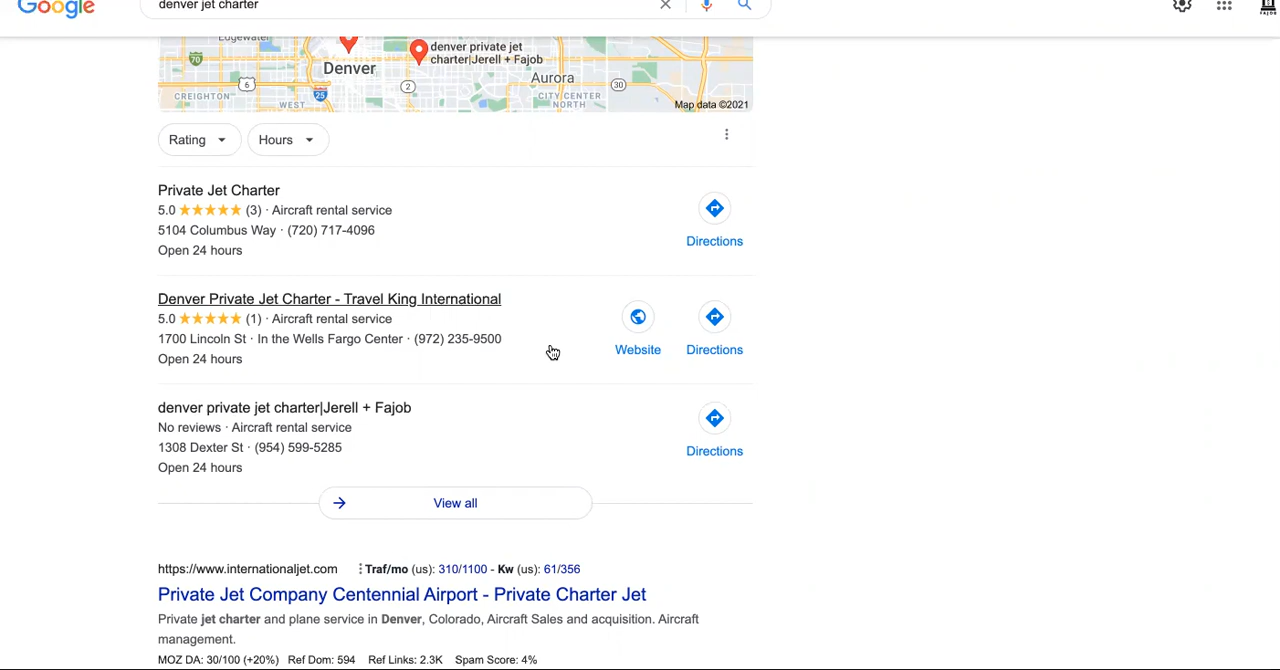 Google
denver jet charter
Edgewater
70
denver private jet
charter|Jerell + Fajob
Denver
Aurora
6
2
30
CREIGHTON
25
WEST
CITY CENTER
NORTH
Map data ©2021
Rating
Hours
Private Jet Charter
5.0 ★★★★★ (3) · Aircraft rental service
5104 Columbus Way · (720) 717-4096
Open 24 hours
Directions
Denver Private Jet Charter - Travel King International
5.0 ★★★★★ (1) · Aircraft rental service
1700 Lincoln St · In the Wells Fargo Center · (972) 235-9500
Open 24 hours
Website
Directions
denver private jet charter|Jerell + Fajob
No reviews · Aircraft rental service
1308 Dexter St · (954) 599-5285
Open 24 hours
Directions
View all
https://www.internationaljet.com Traf/mo (us): 310/1100 - Kw (us): 61/356
Private Jet Company Centennial Airport - Private Charter Jet
Private jet charter and plane service in Denver, Colorado, Aircraft Sales and acquisition. Aircraft
management.
MOZ DA: 30/100 (+20%) Ref Dom: 594 Ref Links: 2.3K Spam Score: 4%